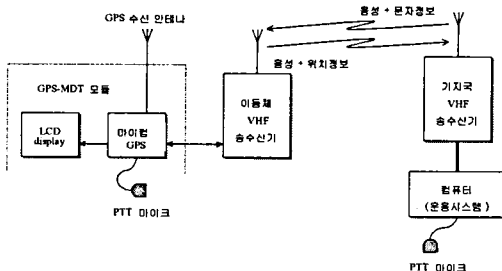 GPS 수신 안테나
음성 + 문자정보
음성 + 위치정보
GPS-MDT 모듈
LCD
display
마이컴
GPS
이동체
VHF
송수신기
기지국
VHF
송수신기
컴퓨터
(운용시스템)
PTT 마이크
PTT 마이크